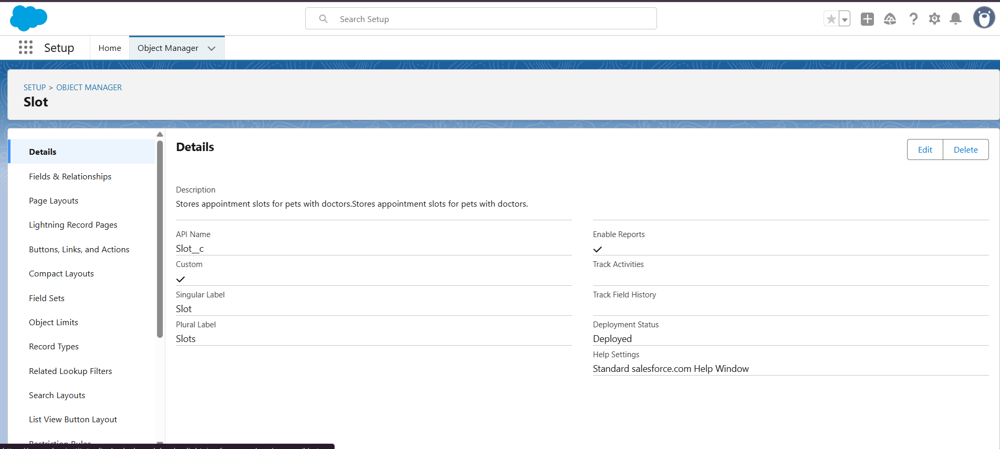 Search Setup
Setup
Home
Object Manager
SETUP > OBJECT MANAGER
Slot
Details
Fields & Relationships
Page Layouts
Lightning Record Pages
Buttons, Links, and Actions
Compact Layouts
Field Sets
Object Limits
Record Types
Related Lookup Filters
Search Layouts
List View Button Layout
Restriction Rules
Details
Edit
Delete
Description
Stores appointment slots for pets with doctors.Stores appointment slots for pets with doctors.
API Name
Slot__c
Custom
Singular Label
Slot
Plural Label
Slots
Enable Reports
Track Activities
Track Field History
Deployment Status
Deployed
Help Settings
Standard salesforce.com Help Window